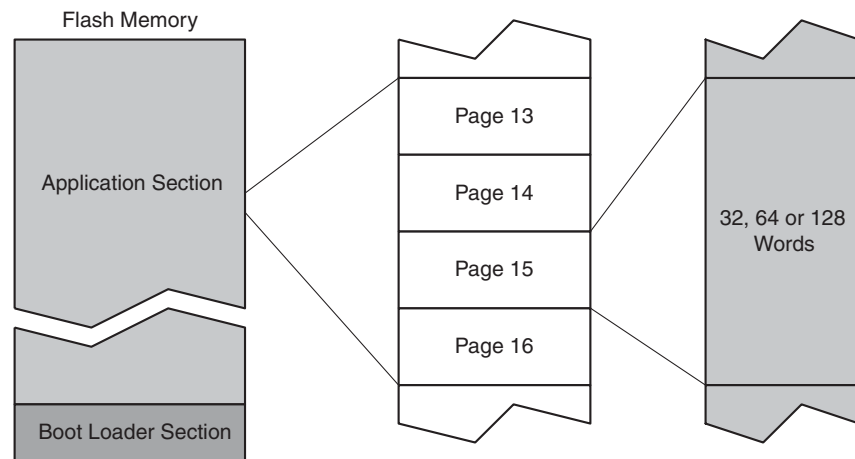 Flash Memory
Application Section
Boot Loader Section
Page 13
Page 14
Page 15
Page 16
32, 64 or 128
Words